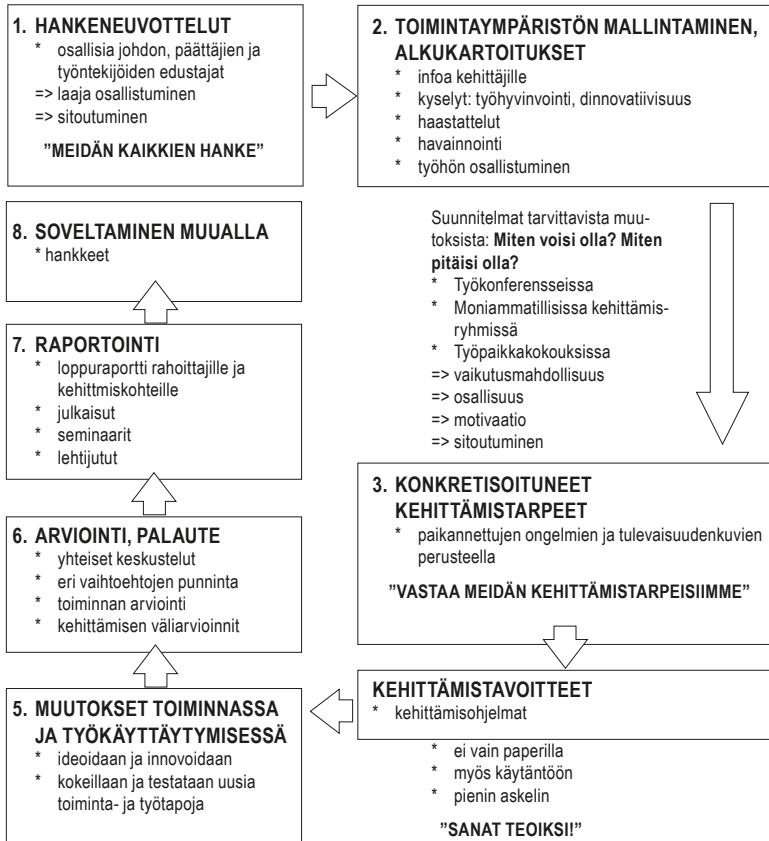 1. HANKENEUVOTTELUT
* osallisia johdon, päättäjien ja
työntekijöiden edustajat
=> laaja osallistuminen
=> sitoutuminen
”MEIDÄN KAIKKIEN HANKE”
2. TOIMINTAYMPÄRISTÖN MALLINTAMINEN,
ALKUKARTOITUKSET
* infoa kehittäjille
* kyselyt: työhyvinvointi, dinnovatiivisuus
* haastattelut
* havainnointi
* työhön osallistuminen
Suunnitelmat tarvittavista muu-
toksista: Miten voisi olla? Miten
pitäisi olla?
* Työkonferensseissa
* Moniammatillisissa kehittämis-
ryhmissä
* Työpaikkakokouksissa
=> vaikutusmahdollisuus
=> osallisuus
=> motivaatio
=> sitoutuminen
3. KONKRETISOITUNEET
KEHITTÄMISTARPEET
* paikannettujen ongelmien ja tulevaisuudenkuvien
perusteella
”VASTAA MEIDÄN KEHITTÄMISTARPEISIIMME”
KEHITTÄMISTAVOITTEET
* kehittämisohjelmat
* ei vain paperilla
* myös käytäntöön
* pienin askelin
”SANAT TEOIKSI!”
5. MUUTOKSET TOIMINNASSA
JA TYÖKÄYTTÄYTYMISESSÄ
* ideoidaan ja innovoidaan
* kokeillaan ja testataan uusia
toiminta- ja työtapoja
6. ARVIOINTI, PALAUTE
* yhteiset keskustelut
* eri vaihtoehtojen punninta
* toiminnan arviointi
* kehittämisen väliarvioinnit
7. RAPORTOINTI
* loppuraportti rahoittajille ja
kehittmiskohteille
* julkaisut
* seminaarit
* lehtijutut
8. SOVELTAMINEN MUUALLA
* hankkeet